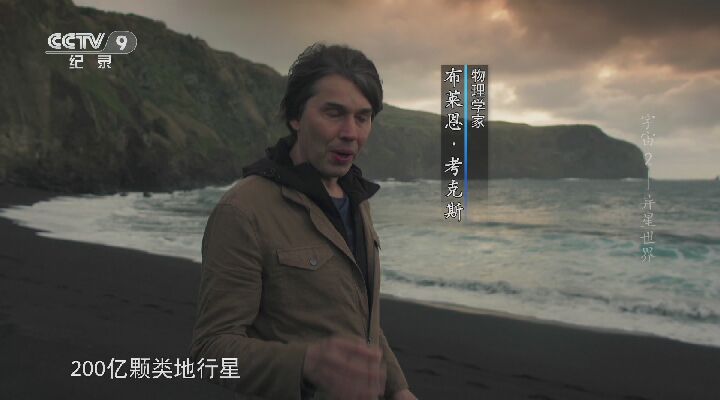 CCTV 9
纪录
物理学家
布莱恩·考克斯
宇宙2—异星世界
200亿颗类地行星